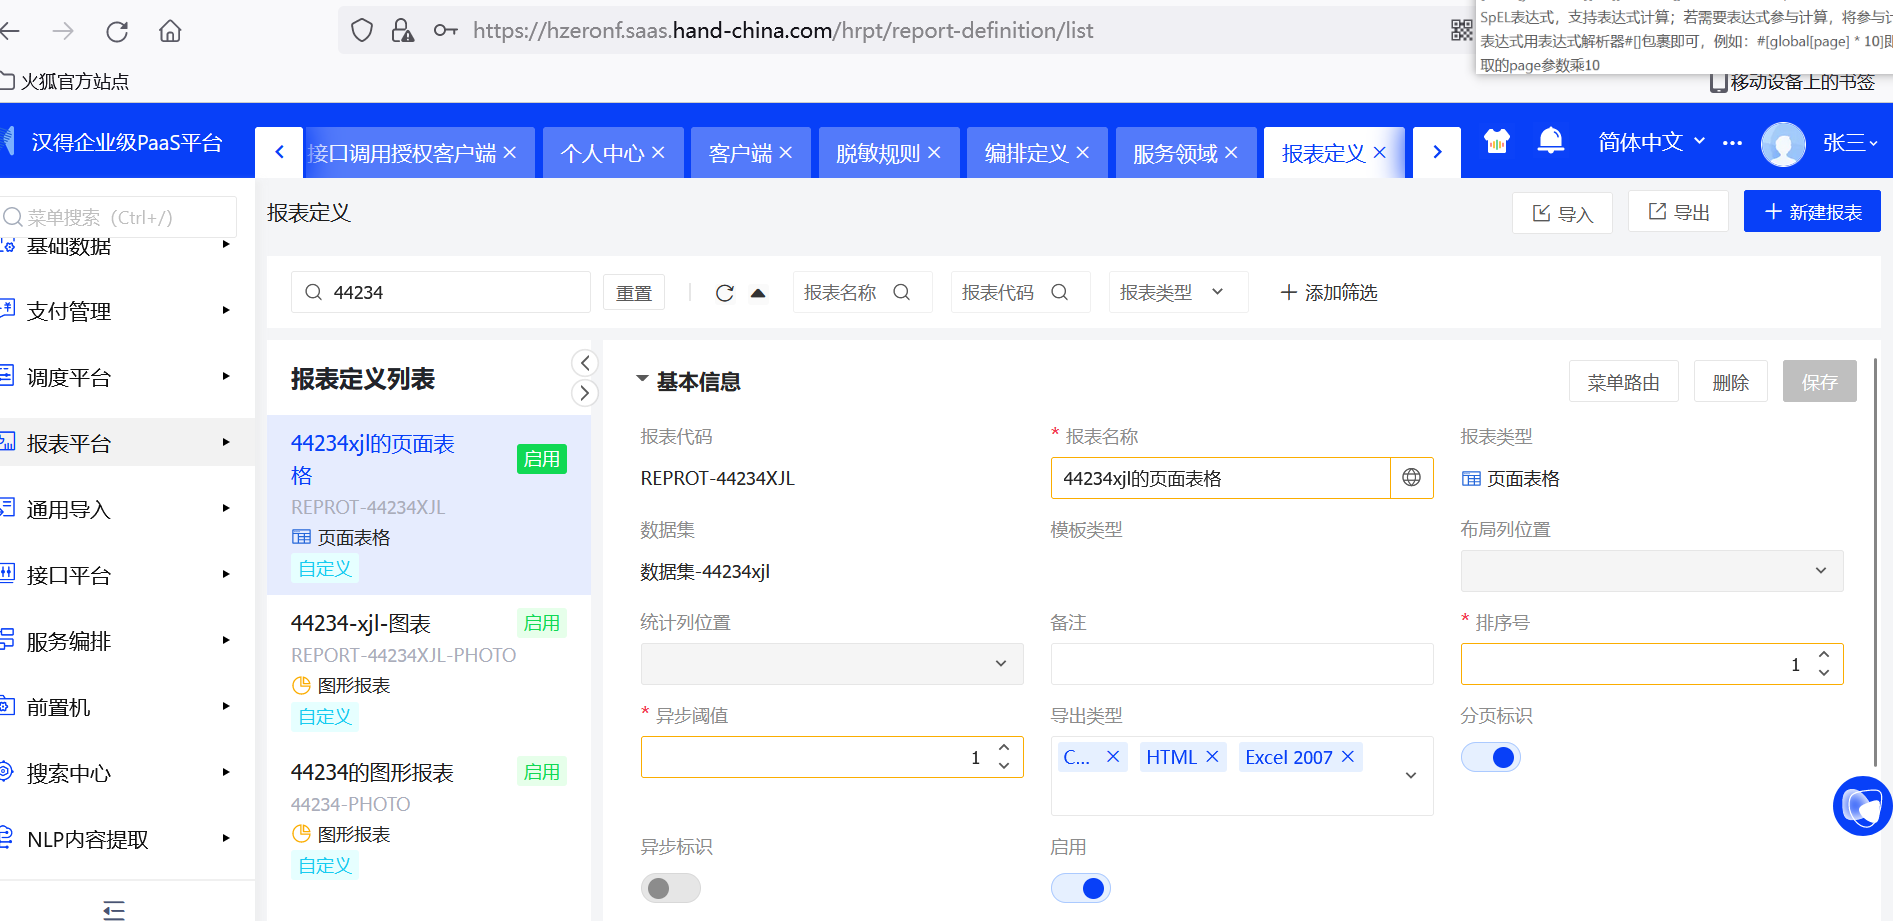 SpEL表达式，支持表达式计算；若需要表达式参与计算，将参与计
表达式用表达式解析器#[]包裹即可，例如：#[global[page] * 10]即
取的page参数乘10
https://hzeronf.saas.hand-china.com/hrpt/report-definition/list
火狐官方站点
移动设备上的书签
汉得企业级PaaS平台
接口调用授权客户端
个人中心
客户端
脱敏规则
编排定义
服务领域
报表定义
简体中文
张三
菜单搜索（Ctrl+/）
基础数据
支付管理
调度平台
报表平台
通用导入
接口平台
服务编排
前置机
搜索中心
NLP内容提取
报表定义
导入
导出
新建报表
44234
重置
报表名称
报表代码
报表类型
添加筛选
报表定义列表
44234xjl的页面表
格
启用
REPROT-44234XJL
页面表格
自定义
44234-xjl-图表
启用
REPORT-44234XJL-PHOTO
图形报表
自定义
44234的图形报表
启用
44234-PHOTO
图形报表
自定义
基本信息
菜单路由
删除
保存
报表代码
* 报表名称
报表类型
REPROT-44234XJL
44234xjl的页面表格
页面表格
数据集
模板类型
布局列位置
数据集-44234xjl
统计列位置
备注
* 排序号
1
* 异步阈值
导出类型
分页标识
1
C...
HTML
Excel 2007
异步标识
启用